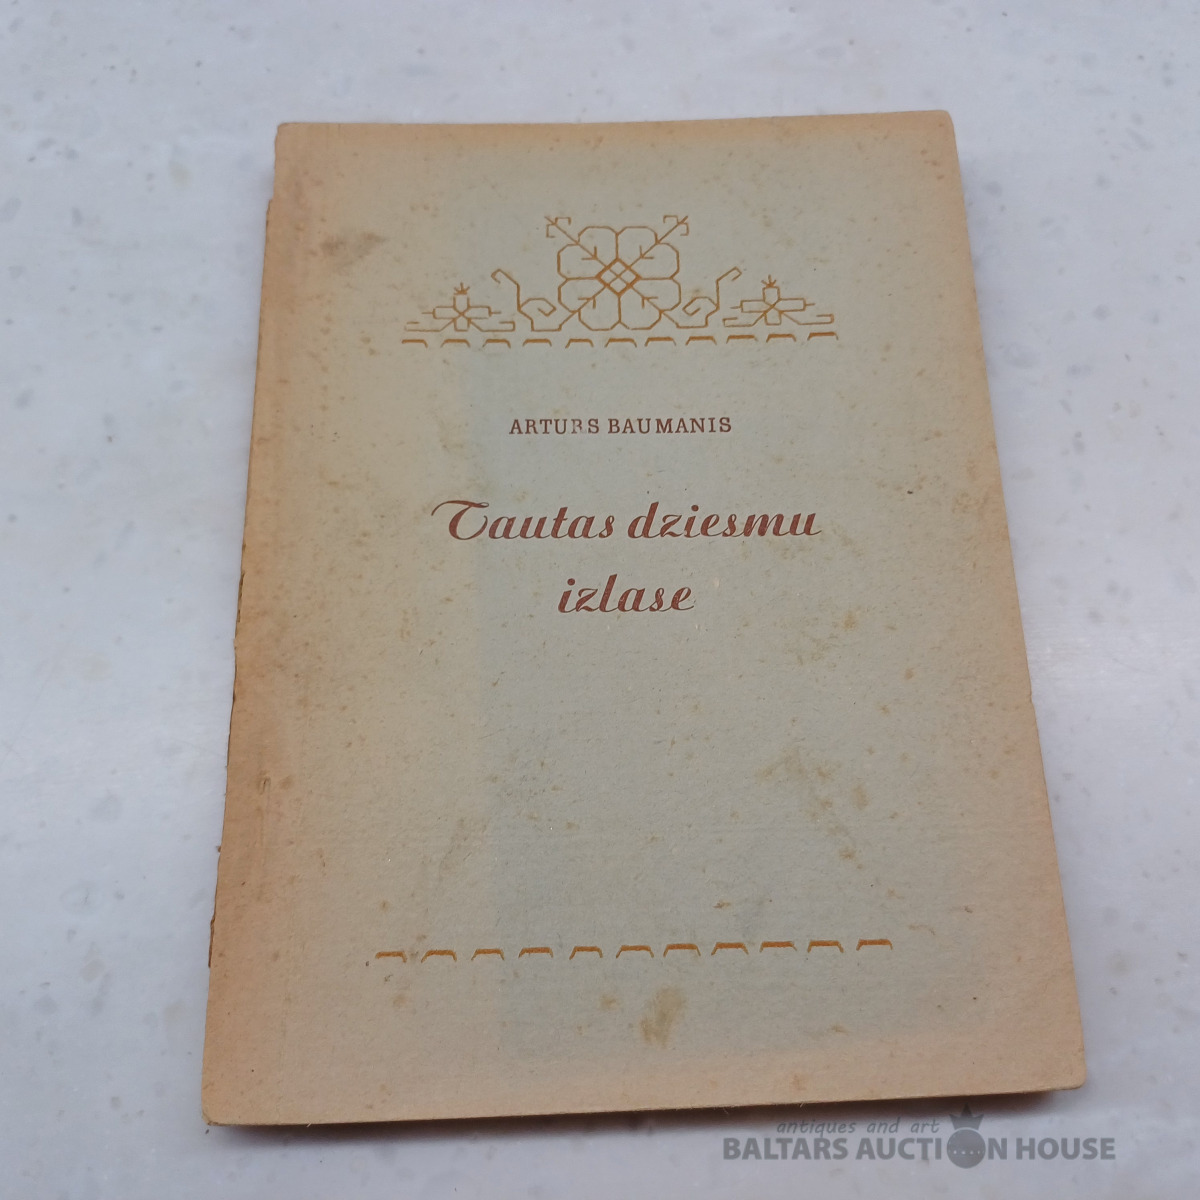 ARTURS BAUMANIS
Tautas dziesmu
izlase
antiques and art
BALTARS AUCTION HOUSE